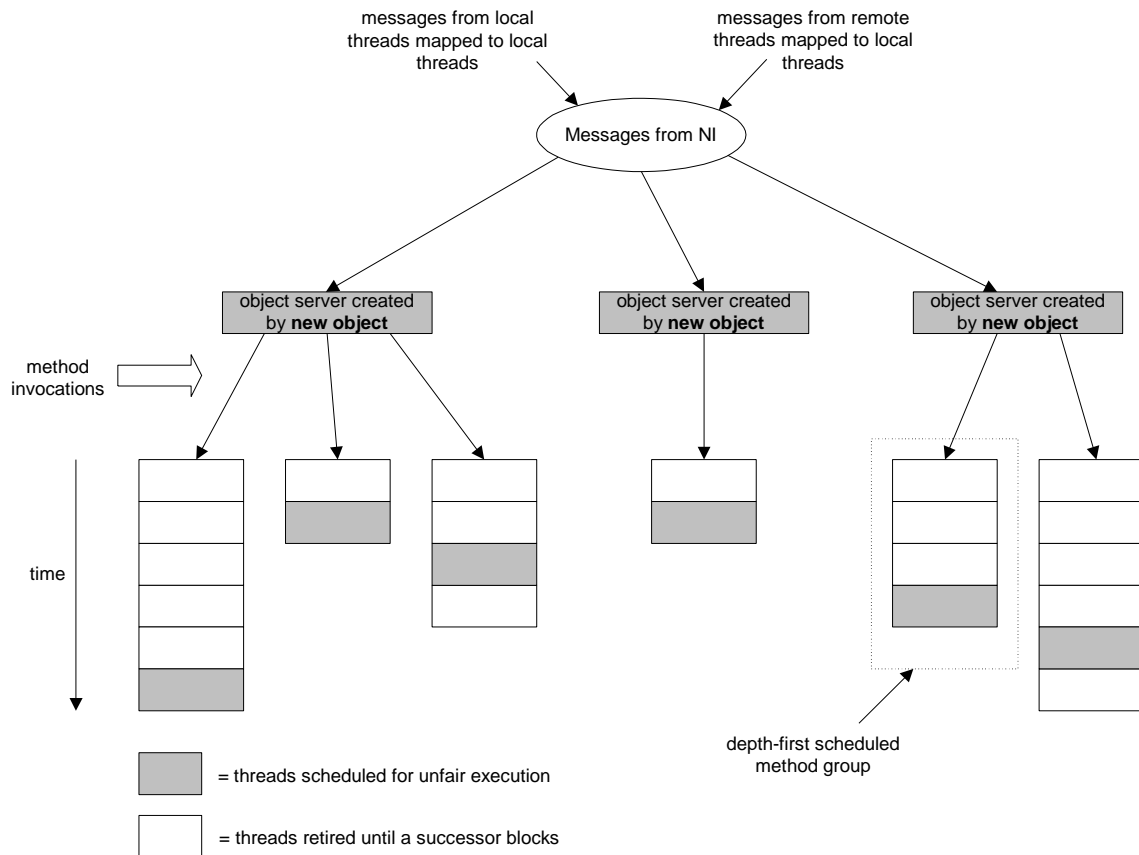 messages from local
threads mapped to local
threads
messages from remote
threads mapped to local
threads
Messages from NI
object server created
by new object
object server created
by new object
object server created
by new object
method
invocations
time
depth-first scheduled
method group
= threads scheduled for unfair execution
= threads retired until a successor blocks